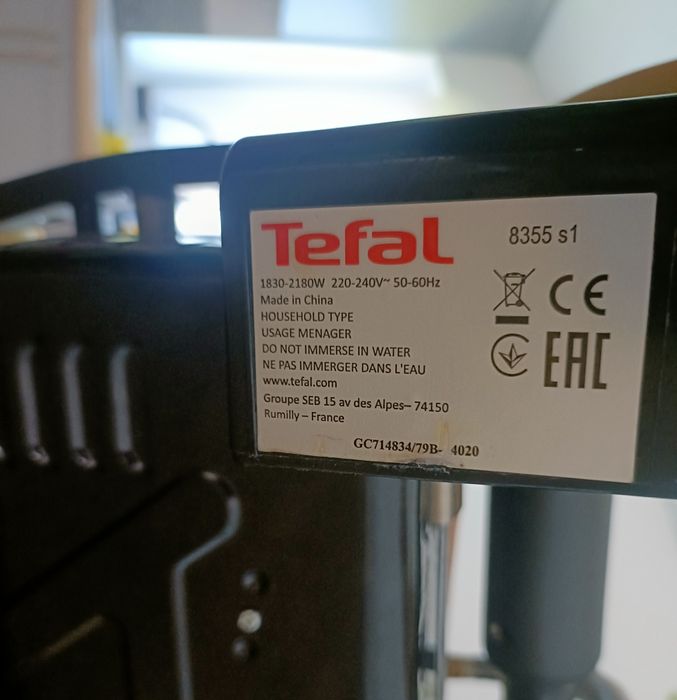 Tefal
8355 s1
1830-2180W 220-240V~ 50-60Hz
Made in China
HOUSEHOLD TYPE
USAGE MENAGER
DO NOT IMMERSE IN WATER
NE PAS IMMERGER DANS L'EAU
www.tefal.com
Groupe SEB 15 av des Alpes– 74150
Rumilly – France
CE
EAC
GC714834/79B- 4020